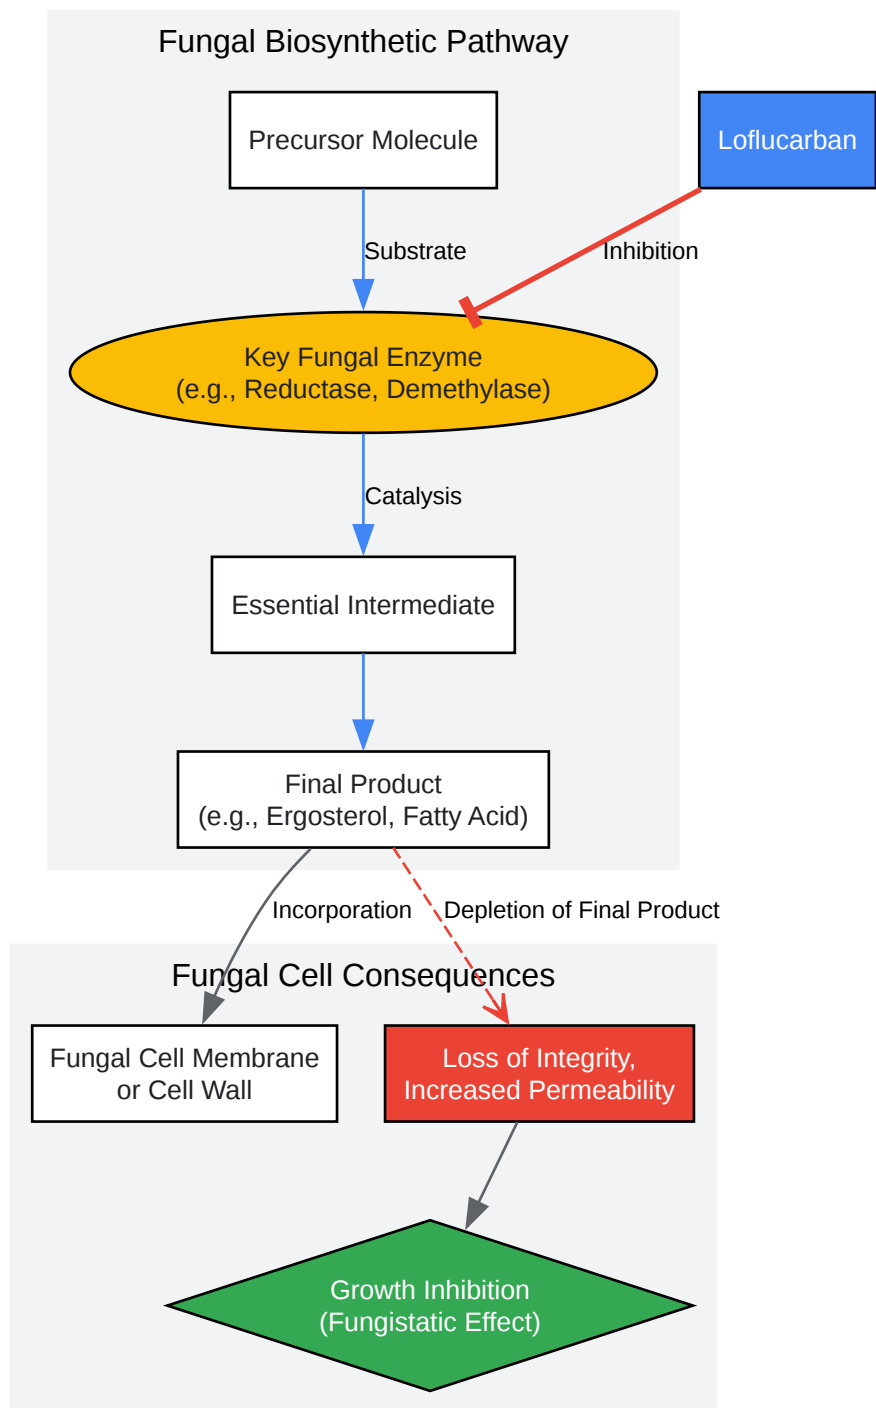 Fungal Biosynthetic Pathway
Precursor Molecule
Loflucarban
Substrate
Inhibition
Key Fungal Enzyme
(e.g., Reductase, Demethylase)
Catalysis
Essential Intermediate
Final Product
(e.g., Ergosterol, Fatty Acid)
Incorporation
Depletion of Final Product
Fungal Cell Consequences
Fungal Cell Membrane
or Cell Wall
Loss of Integrity,
Increased Permeability
Growth Inhibition
(Fungistatic Effect)